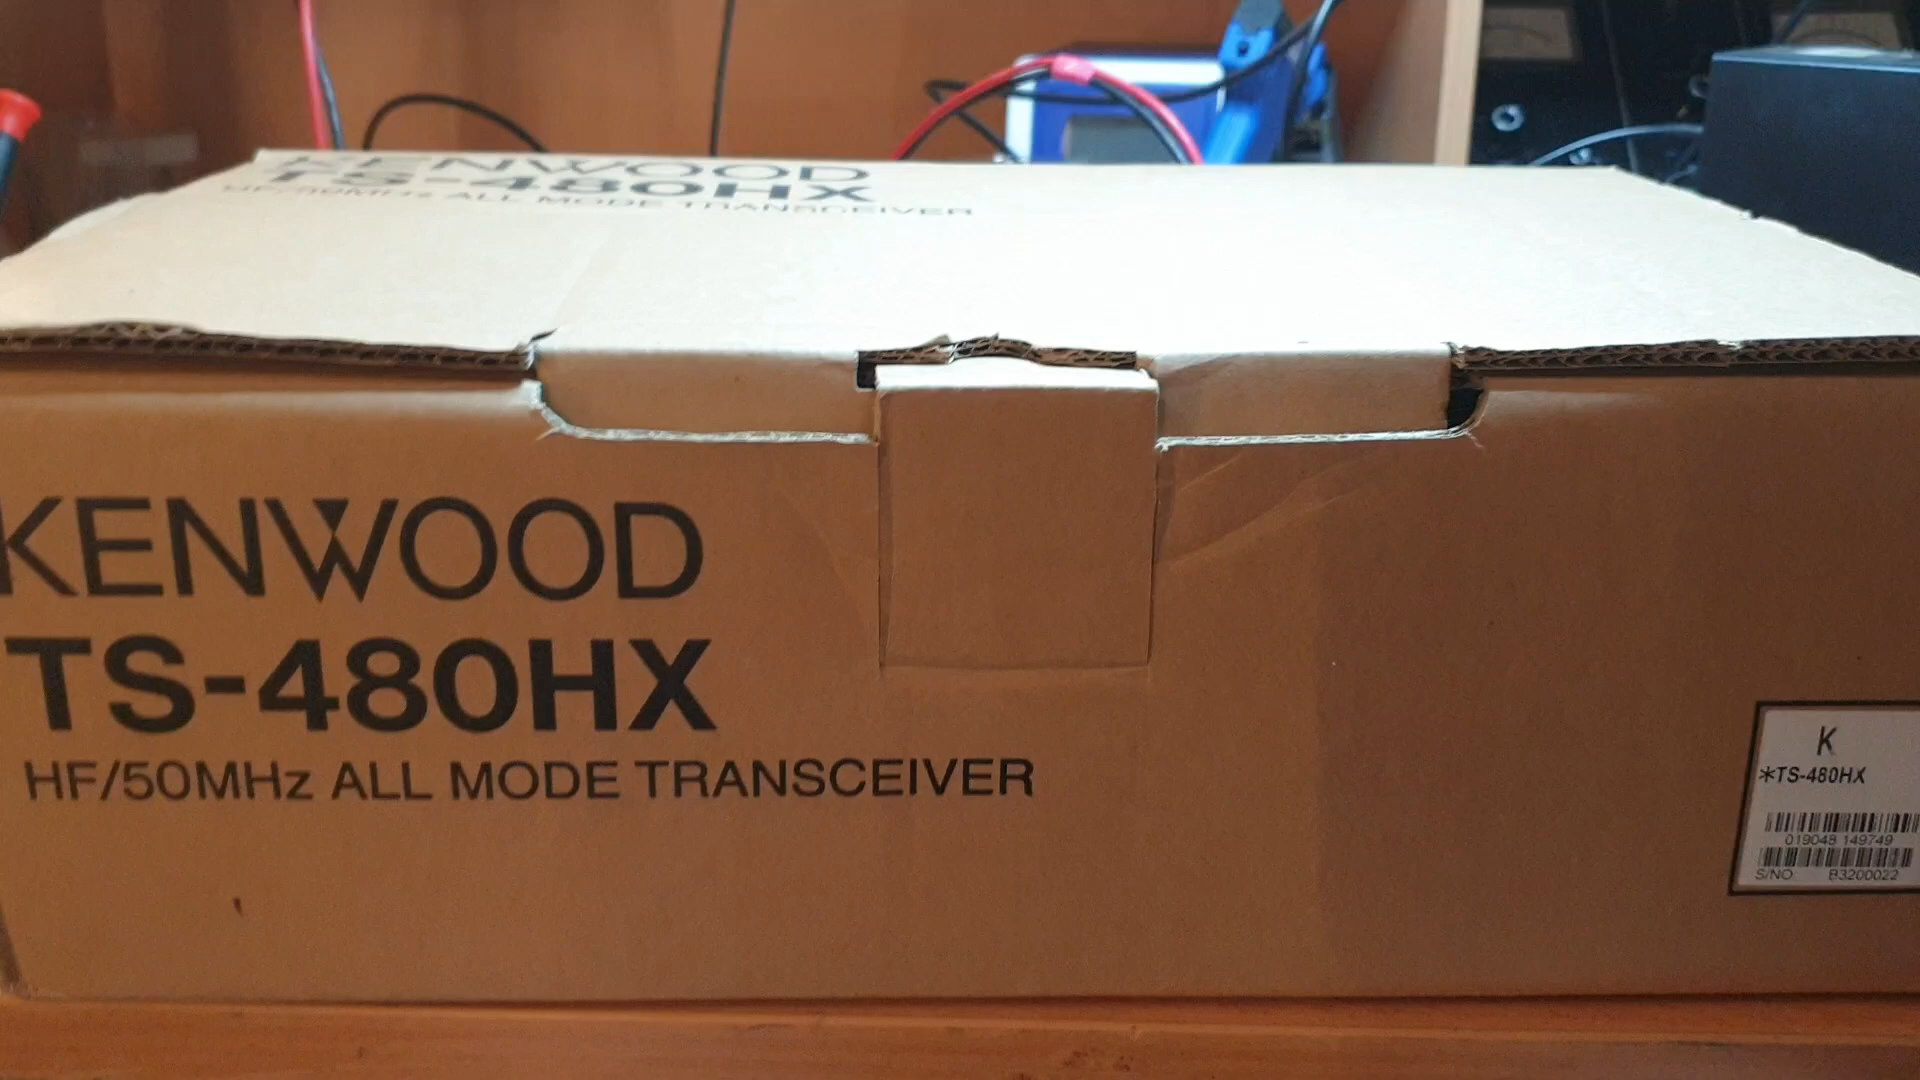 KENWOOD
TS-480HX
HF/50MHz ALL MODE TRANSCEIVER
KENWOOD
TS-480HX
HF/50MHz ALL MODE TRANSCEIVER
K
*TS-480HX
019048 149749
S/NO. B3200022